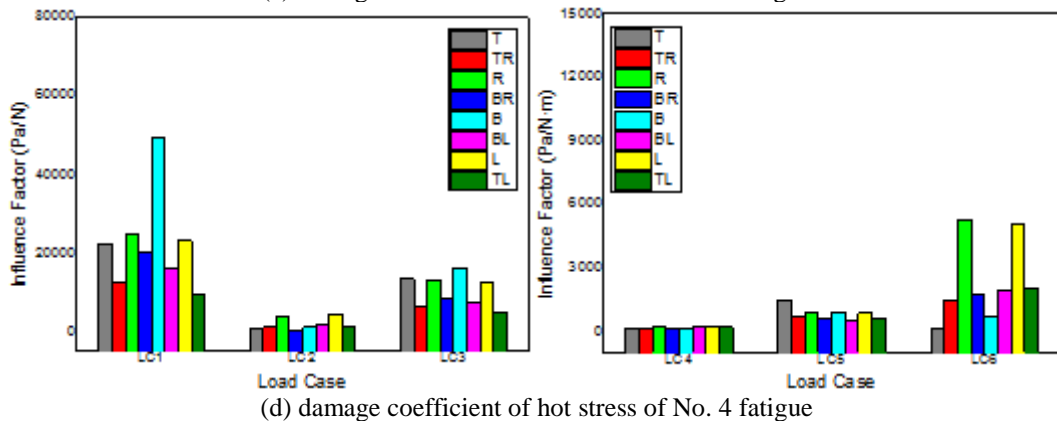 80000
60000
40000
20000
0
Influence Factor (Pa/N)
T
TR
R
BR
B
BL
L
TL
LC1 LC2 LC3
Load Case
15000
12000
9000
6000
3000
0
Influence Factor (Pa/N·m)
T
TR
R
BR
B
BL
L
TL
LC4 LC5 LC6
Load Case
(d) damage coefficient of hot stress of No. 4 fatigue